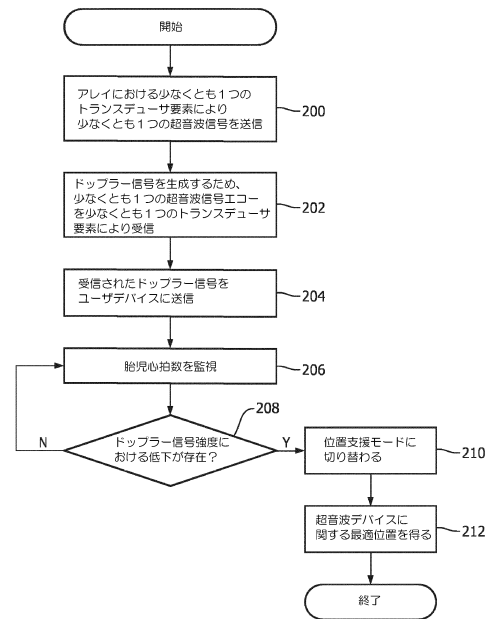 開始
アレイにおける少なくとも1つの
トランスデューサ要素により
少なくとも1つの超音波信号を送信
200
ドップラー信号を生成するため、
少なくとも1つの超音波信号エコー
を少なくとも1つのトランスデューサ
要素により受信
202
受信されたドップラー信号を
ユーザデバイスに送信
204
胎児心拍数を監視
206
208
ドップラー信号強度に
おける低下が存在?
N
Y
位置支援モードに
切り替わる
210
超音波デバイスに
関する最適位置を得る
212
終了